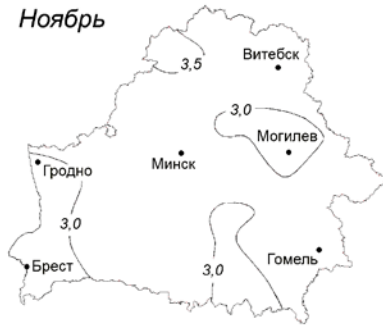 Ноябрь
3,5
Витебск
3,0
Могилев
Минск
Гродно
3,0
3,0
Гомель
Брест